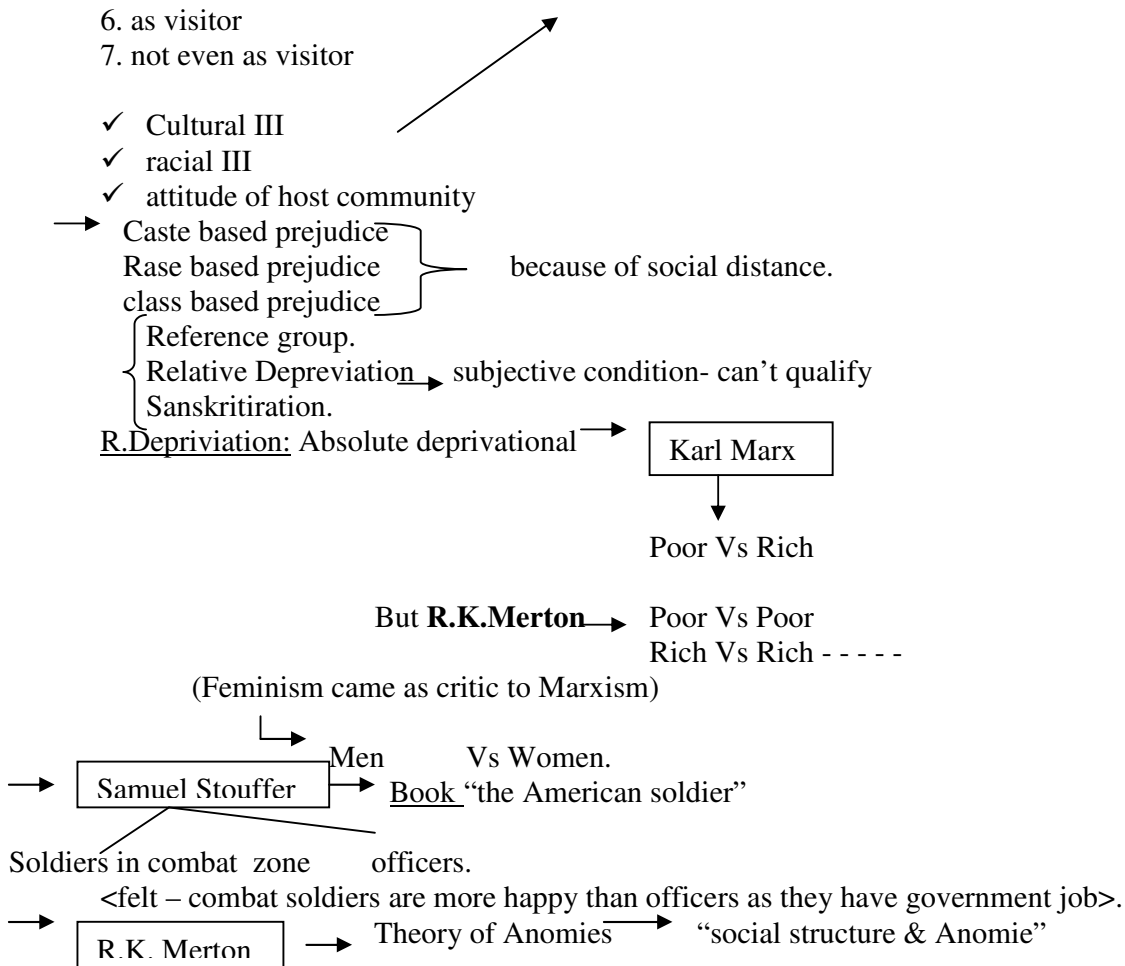 6. as visitor
7. not even as visitor
✓ Cultural III
✓ racial III
✓ attitude of host community
Caste based prejudice
Rase based prejudice because of social distance.
class based prejudice
Reference group.
Relative Depreviation subjective condition- can't qualify
Sanskritiration.
R.Depriviation: Absolute deprivational
Karl Marx
Poor Vs Rich
But R.K.Merton Poor Vs Poor
Rich Vs Rich - - - - -
(Feminism came as critic to Marxism)
Men Vs Women.
Samuel Stouffer Book “the American soldier”
Soldiers in combat zone officers.
<felt – combat soldiers are more happy than officers as they have government job>.
R.K. Merton Theory of Anomies “social structure & Anomie”